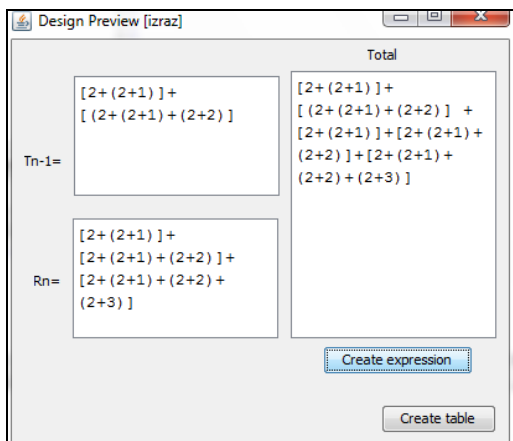 Design Preview [izraz]
Total
Tn-1=
[2+(2+1)]+
[(2+(2+1)+(2+2)]
[2+(2+1)]+
[(2+(2+1)+(2+2)] +
[2+(2+1)]+[2+(2+1)+
(2+2)]+[2+(2+1)+
(2+2)+(2+3)]
Rn=
[2+(2+1)]+
[2+(2+1)+(2+2)]+
[2+(2+1)+(2+2)+
(2+3)]
Create expression
Create table